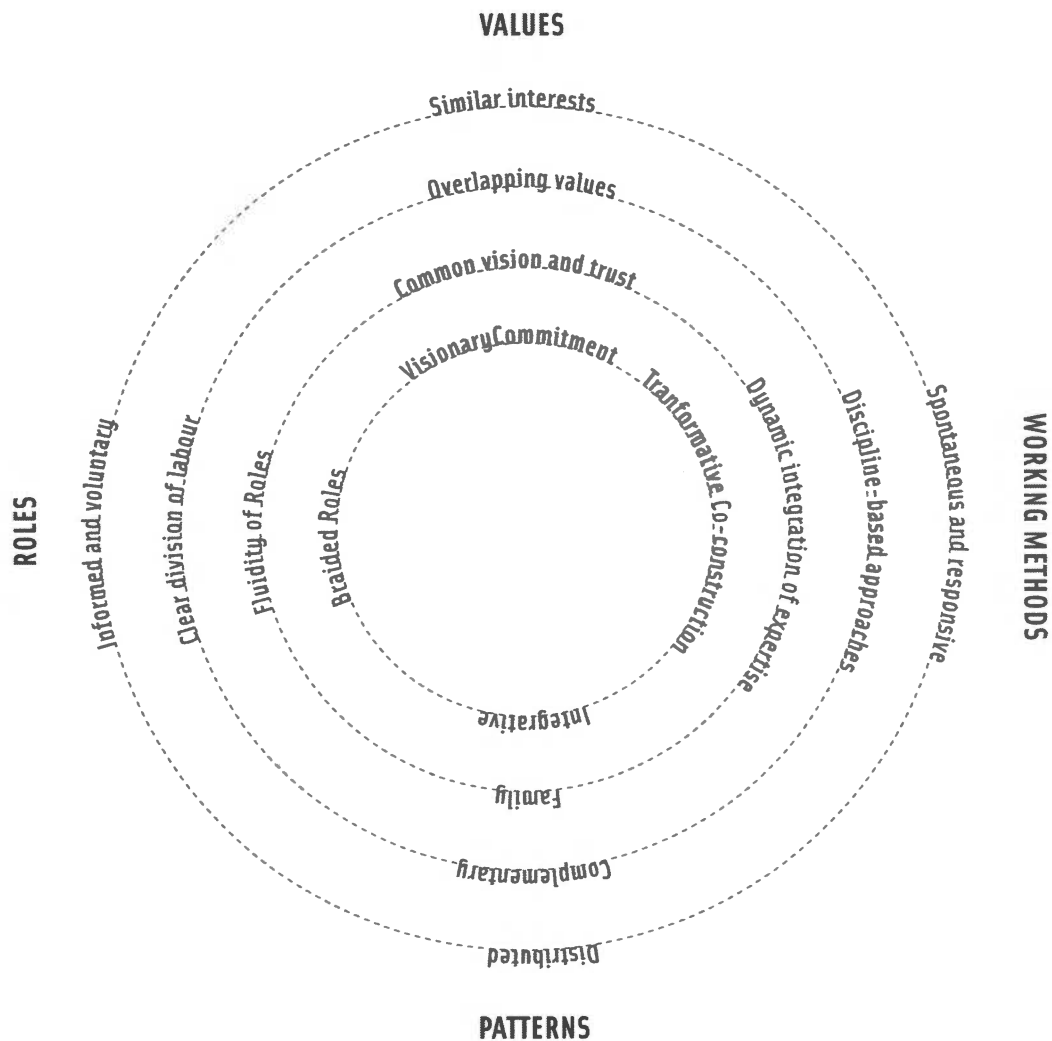 VALUES
Similar interests
Overlapping values
Common vision and trust
Visionary Commitment
ROLES
Informed and voluntary
Clear division of labour
Fluidity of Roles
Braided Roles
Tranformative Co-construction
Dynamic integration of expertise
Discipline-based approaches
Spontaneous and responsive
WORKING METHODS
Integrative
Family
Complementary
Distributed
PATTERNS